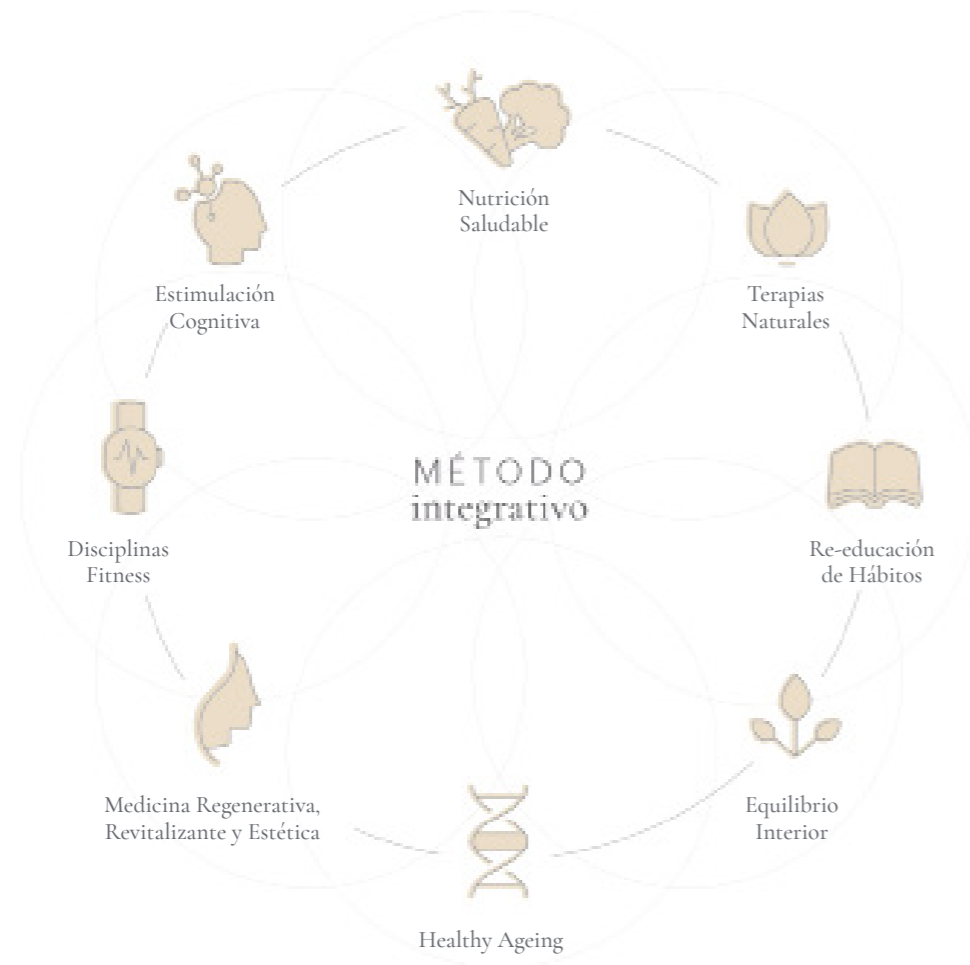 Nutrición
Saludable
Estimulación
Cognitiva
Terapias
Naturales
MÉTODO
integrativo
Disciplinas
Fitness
Re-educación
de Hábitos
Medicina Regenerativa,
Revitalizante y Estética
Equilibrio
Interior
Healthy Ageing